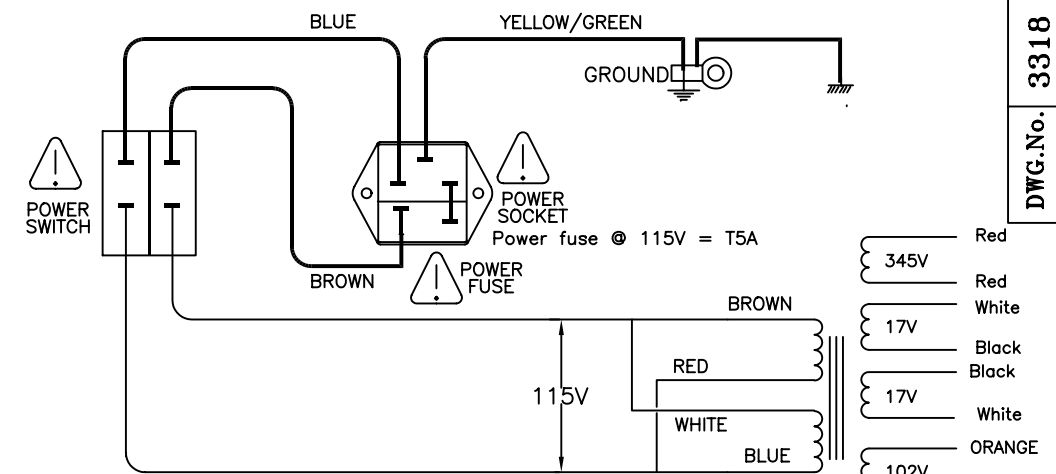 BLUE
YELLOW/GREEN
GROUND
DWG.No. 3318
POWER
SWITCH
POWER
SOCKET
Power fuse @ 115V = T5A
POWER
FUSE
BROWN
Red
345V
Red
White
17V
Black
Black
17V
White
ORANGE
102V
BROWN
RED
115V
WHITE
BLUE